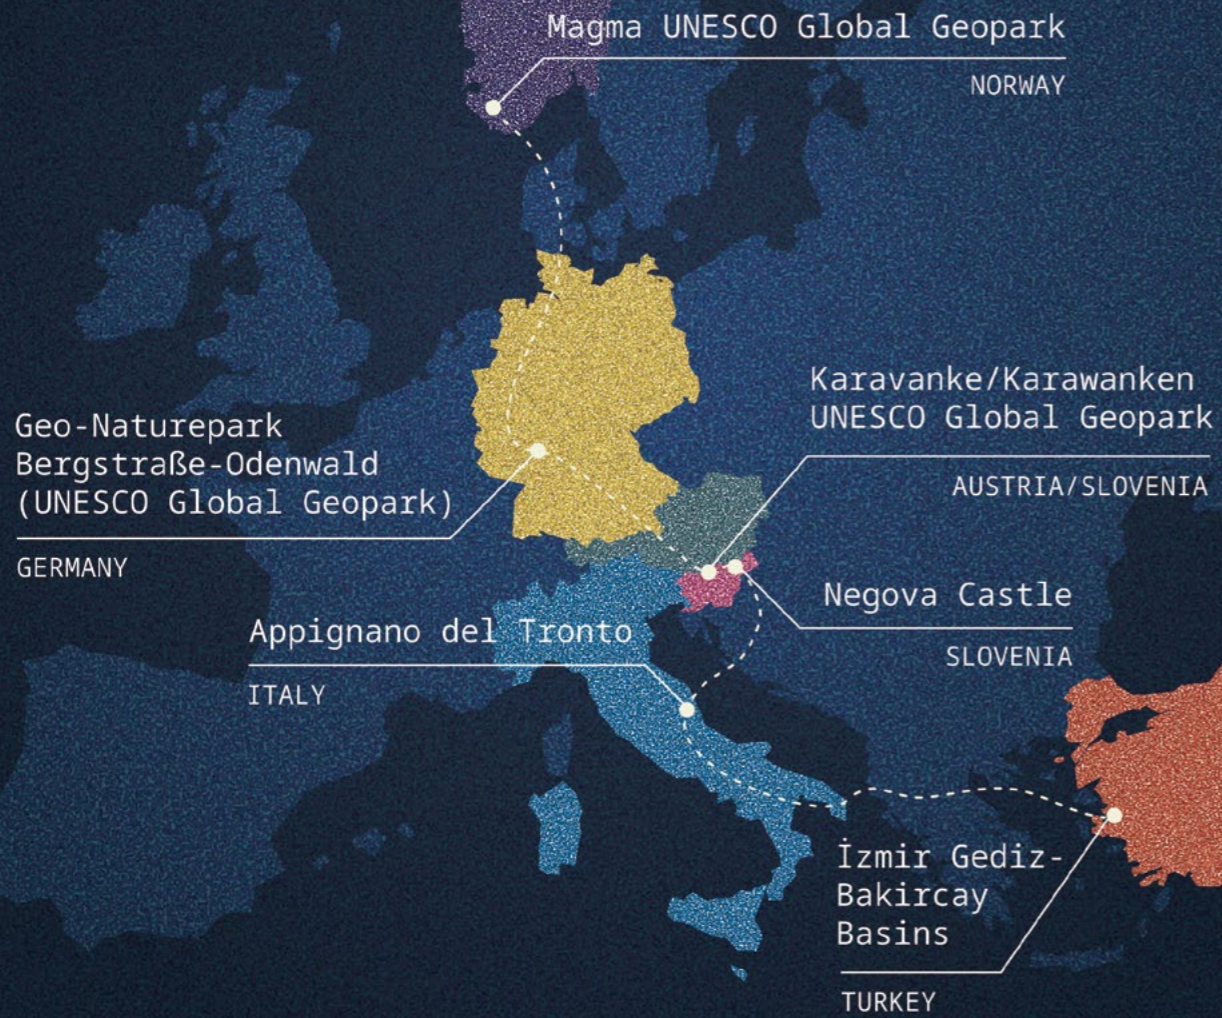 Magma UNESCO Global Geopark
NORWAY
Karavanke/Karawanken
UNESCO Global Geopark
AUSTRIA/SLOVENIA
Geo-Naturepark
Bergstraße-Odenwald
(UNESCO Global Geopark)
GERMANY
Negova Castle
SLOVENIA
Appignano del Tronto
ITALY
İzmir Gediz-
Bakircay
Basins
TURKEY